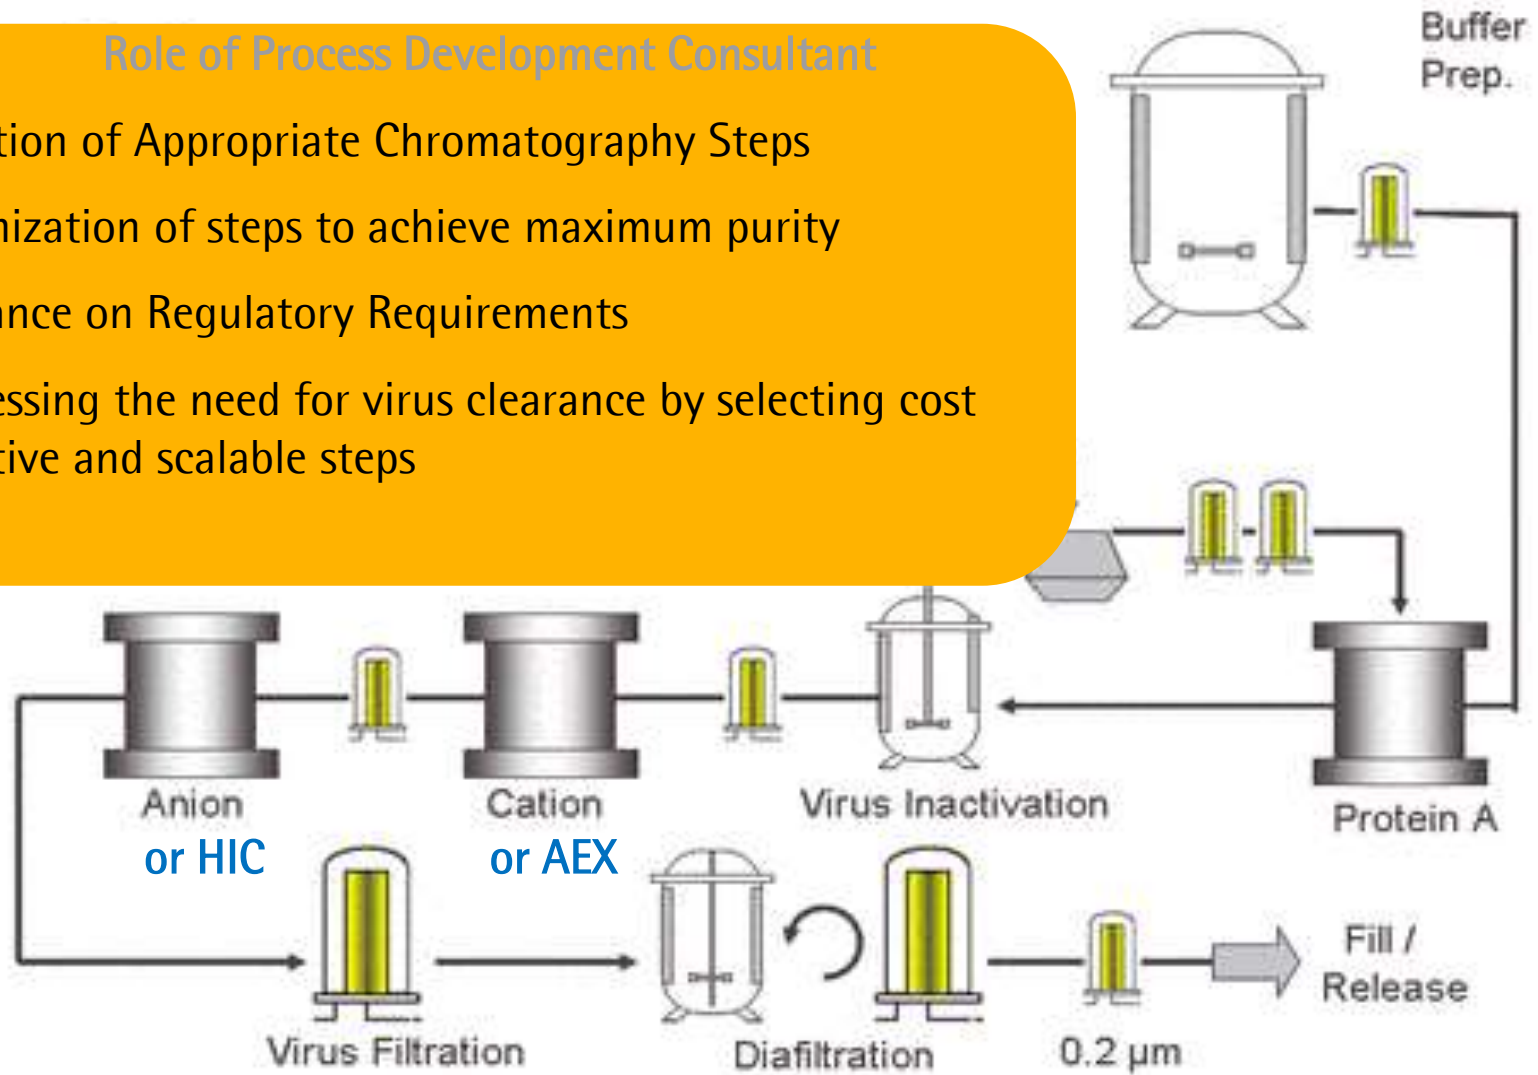 Role of Process Development Consultant
tion of Appropriate Chromatography Steps
nization of steps to achieve maximum purity
ance on Regulatory Requirements
essing the need for virus clearance by selecting cost
tive and scalable steps
Buffer
Prep.
Anion
or HIC
Cation
or AEX
Virus Inactivation
Protein A
Virus Filtration
Diafiltration
0.2 µm
Fill /
Release